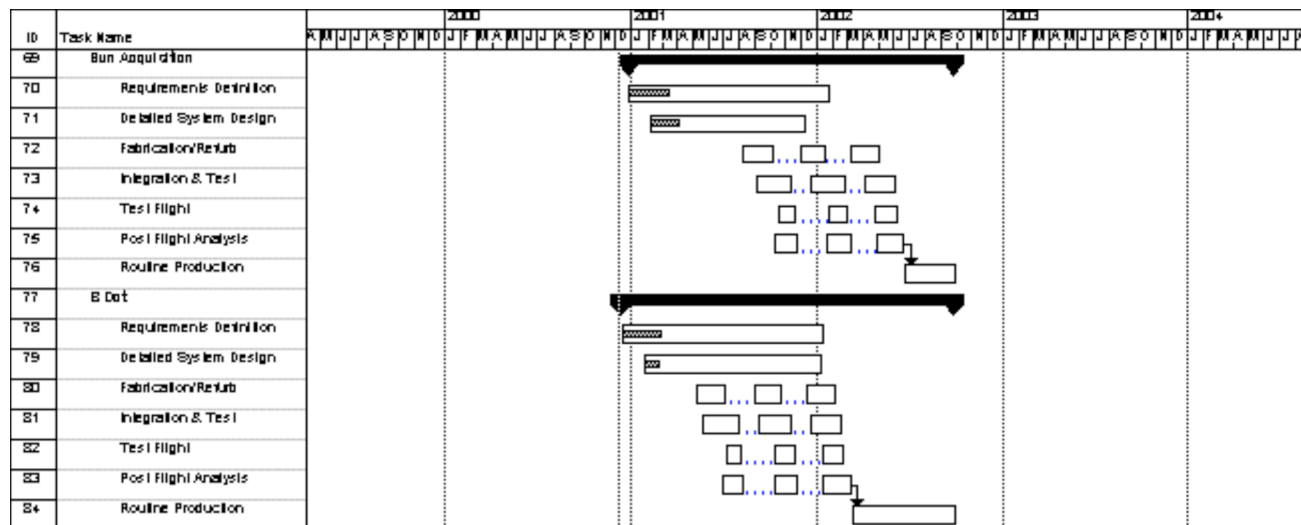 2000 2001 2002 2003 2004
ID Task Name A M J J A S O N D J F M A M J J A S O N D J F M A M J J A S O N D J F M A M J J A S O N D J F M A M J J A S O N D J F M A M J J A
69 Sun Acquisition
70 Requirements Definition
71 Detailed System Design
72 Fabrication/Refurb
73 Integration & Test
74 Test Flight
75 Post Flight Analysis
76 Routine Production
77 B Dot
78 Requirements Definition
79 Detailed System Design
80 Fabrication/Refurb
81 Integration & Test
82 Test Flight
83 Post Flight Analysis
84 Routine Production